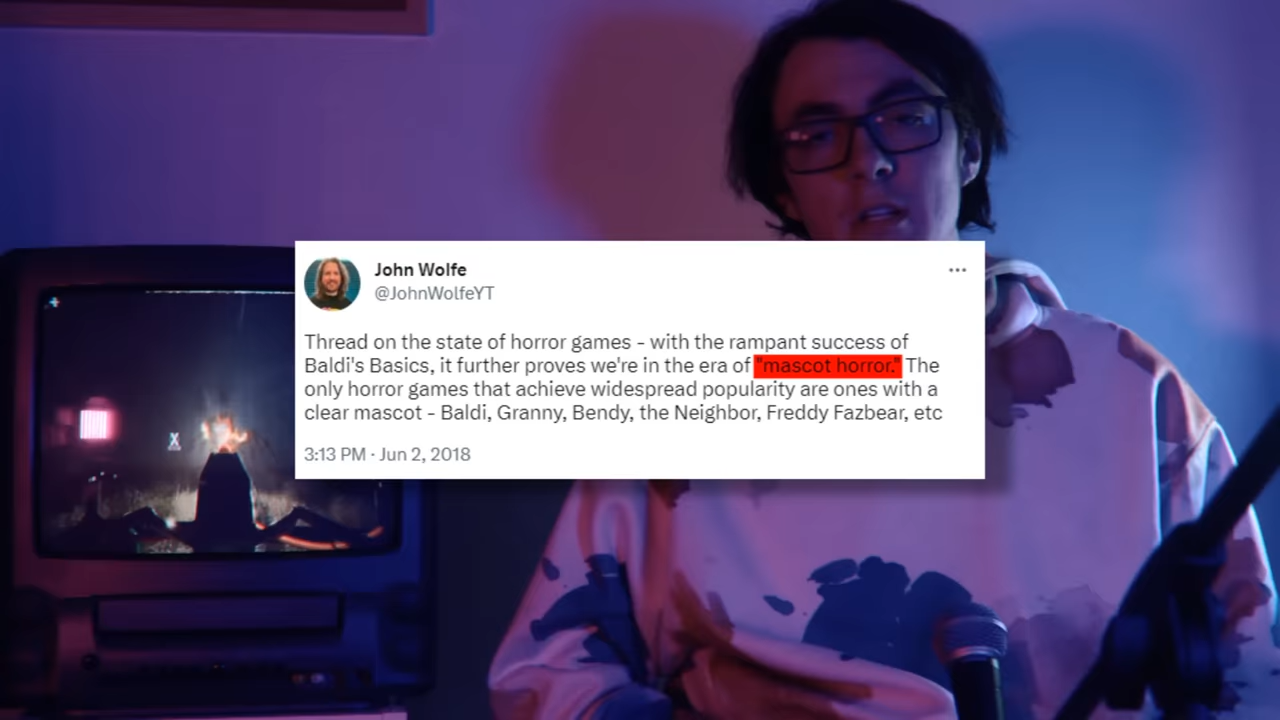 John Wolfe
@JohnWolfeYT
Thread on the state of horror games - with the rampant success of
Baldi's Basics, it further proves we're in the era of "mascot horror." The
only horror games that achieve widespread popularity are ones with a
clear mascot - Baldi, Granny, Bendy, the Neighbor, Freddy Fazbear, etc
3:13 PM · Jun 2, 2018